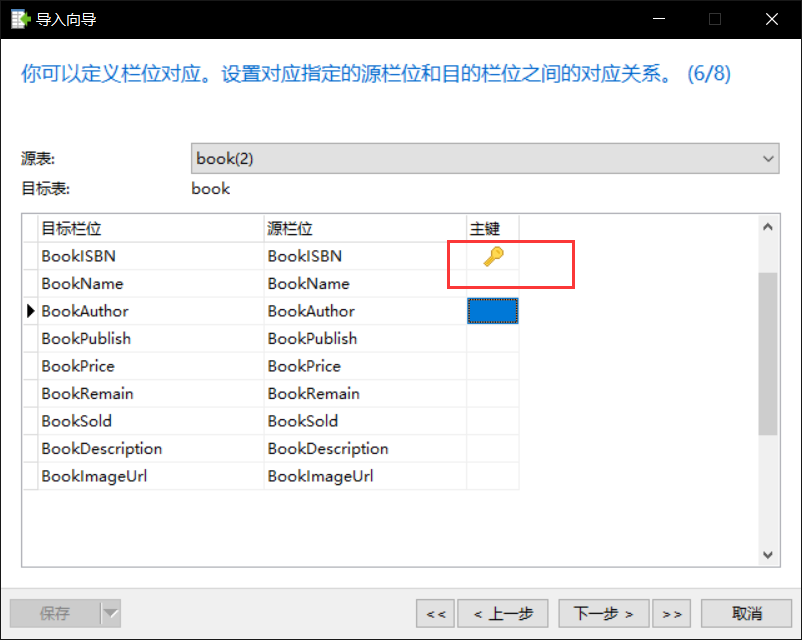 导入向导
你可以定义栏位对应。设置对应指定的源栏位和目的栏位之间的对应关系。 (6/8)
源表: book(2)
目标表: book
目标栏位 源栏位 主键
BookISBN BookISBN
BookName BookName
BookAuthor BookAuthor
BookPublish BookPublish
BookPrice BookPrice
BookRemain BookRemain
BookSold BookSold
BookDescription BookDescription
BookImageUrl BookImageUrl
保存 << < 上一步 下一步 > >> 取消